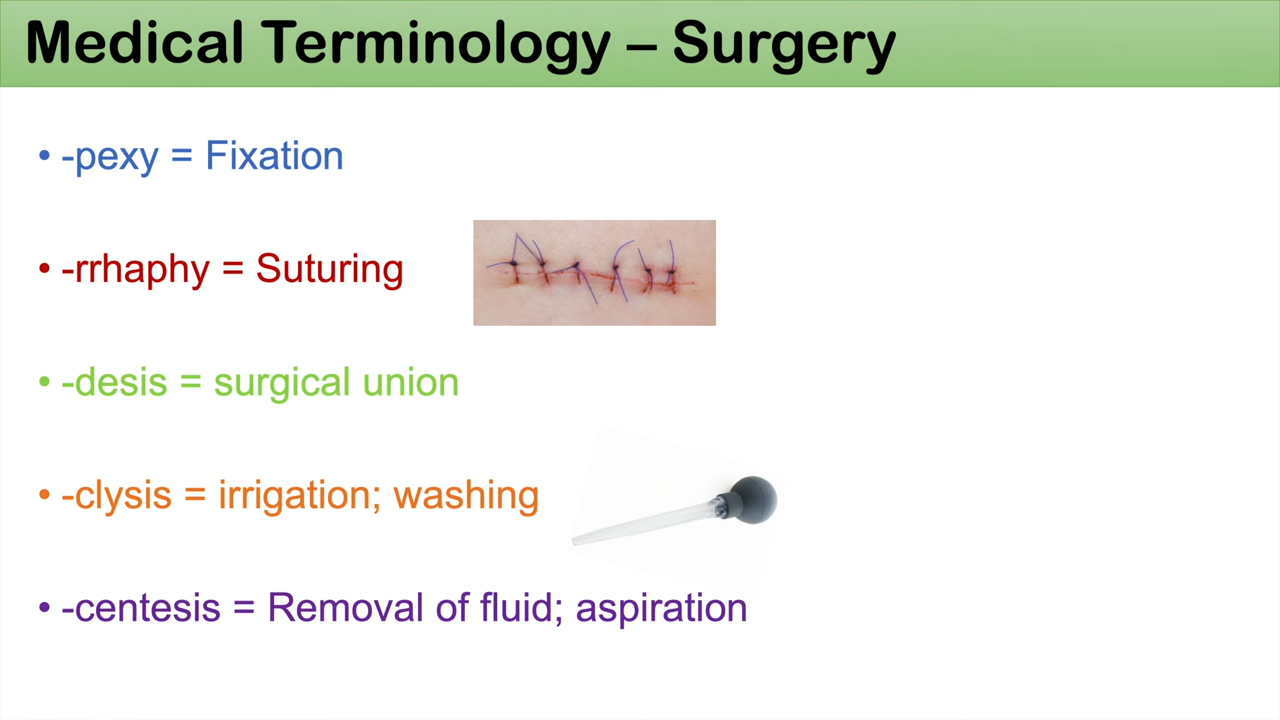 Medical Terminology – Surgery
• -pexy = Fixation
• -rrhaphy = Suturing
• -desis = surgical union
• -clysis = irrigation; washing
• -centesis = Removal of fluid; aspiration